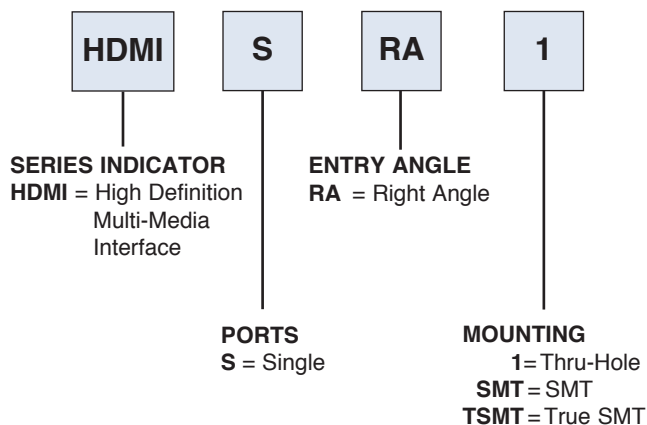 HDMI S RA 1
SERIES INDICATOR
HDMI = High Definition
Multi-Media
Interface
ENTRY ANGLE
RA = Right Angle
PORTS
S = Single
MOUNTING
1= Thru-Hole
SMT = SMT
TSMT = True SMT